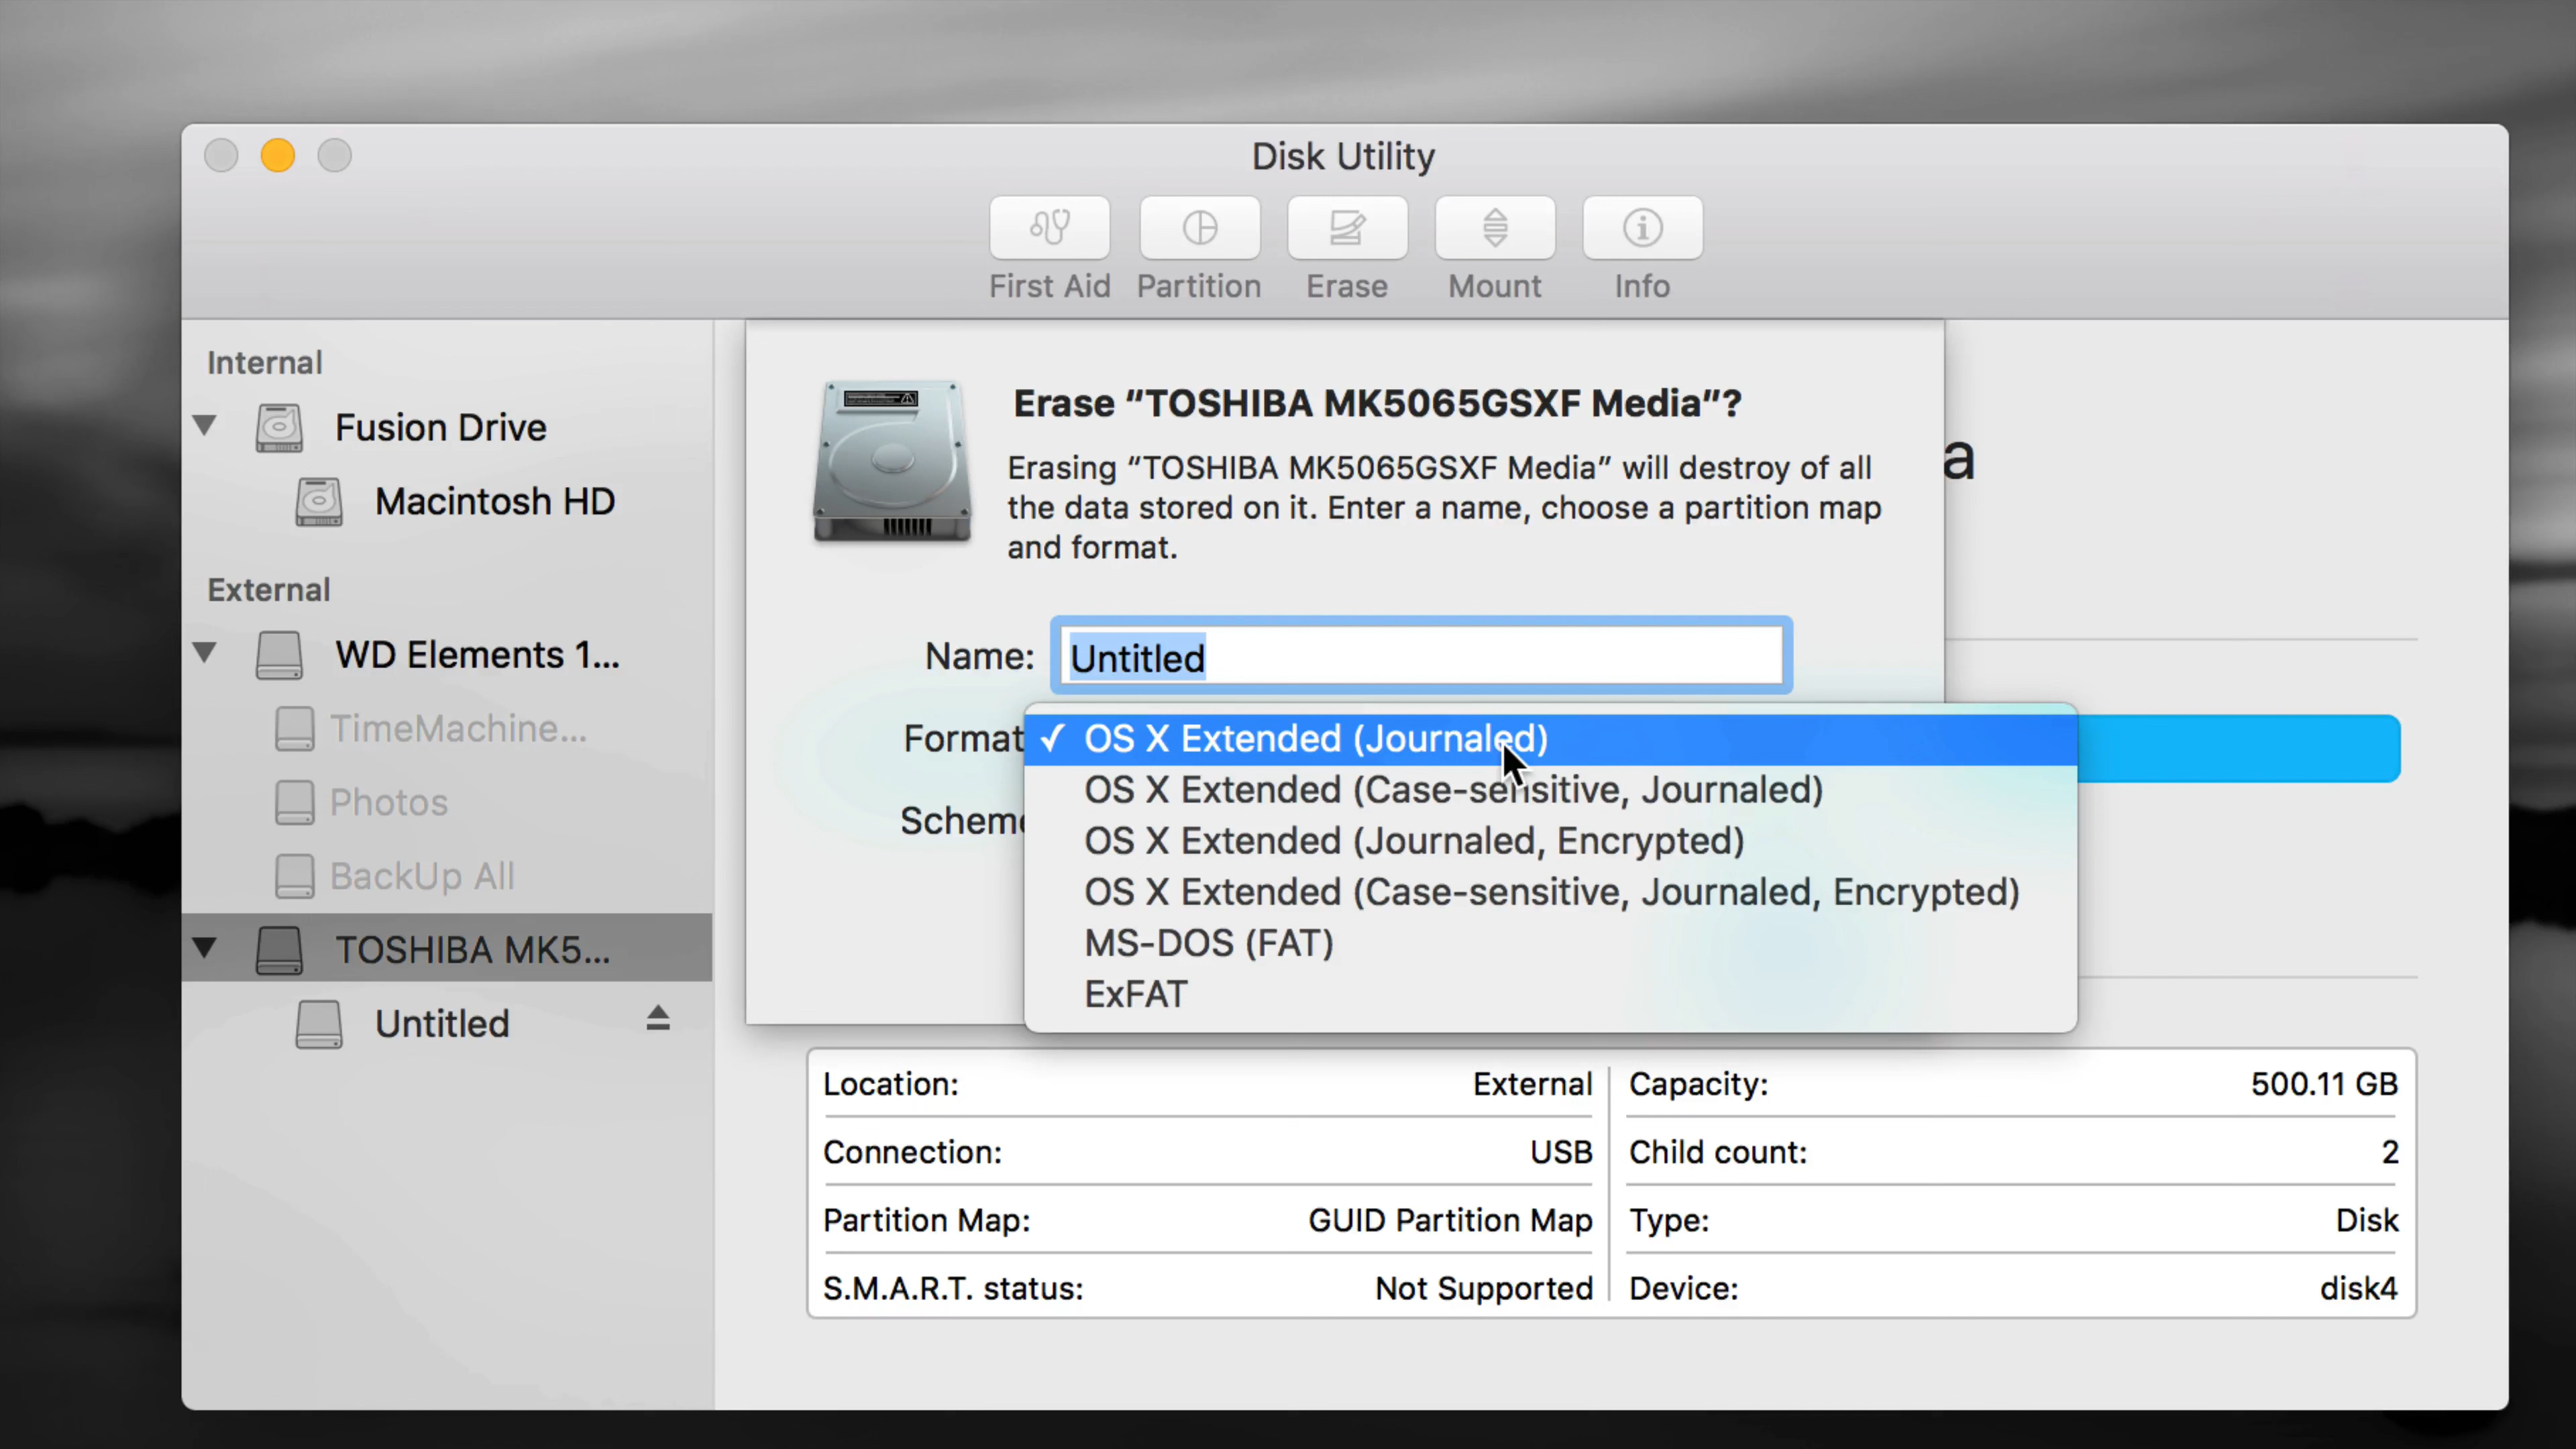 Disk Utility
First Aid
Partition
Erase
Mount
Info
Internal
Fusion Drive
Macintosh HD
External
WD Elements 1...
TimeMachine...
Photos
BackUp All
TOSHIBA MK5...
Untitled
Erase “TOSHIBA MK5065GSXF Media”?
Erasing “TOSHIBA MK5065GSXF Media” will destroy of all
the data stored on it. Enter a name, choose a partition map
and format.
a
Name: Untitled
Format
✓ OS X Extended (Journaled)
OS X Extended (Case-sensitive, Journaled)
Scheme
OS X Extended (Journaled, Encrypted)
OS X Extended (Case-sensitive, Journaled, Encrypted)
MS-DOS (FAT)
ExFAT
Location: External
Capacity: 500.11 GB
Connection: USB
Child count: 2
Partition Map: GUID Partition Map
Type: Disk
S.M.A.R.T. status: Not Supported
Device: disk4